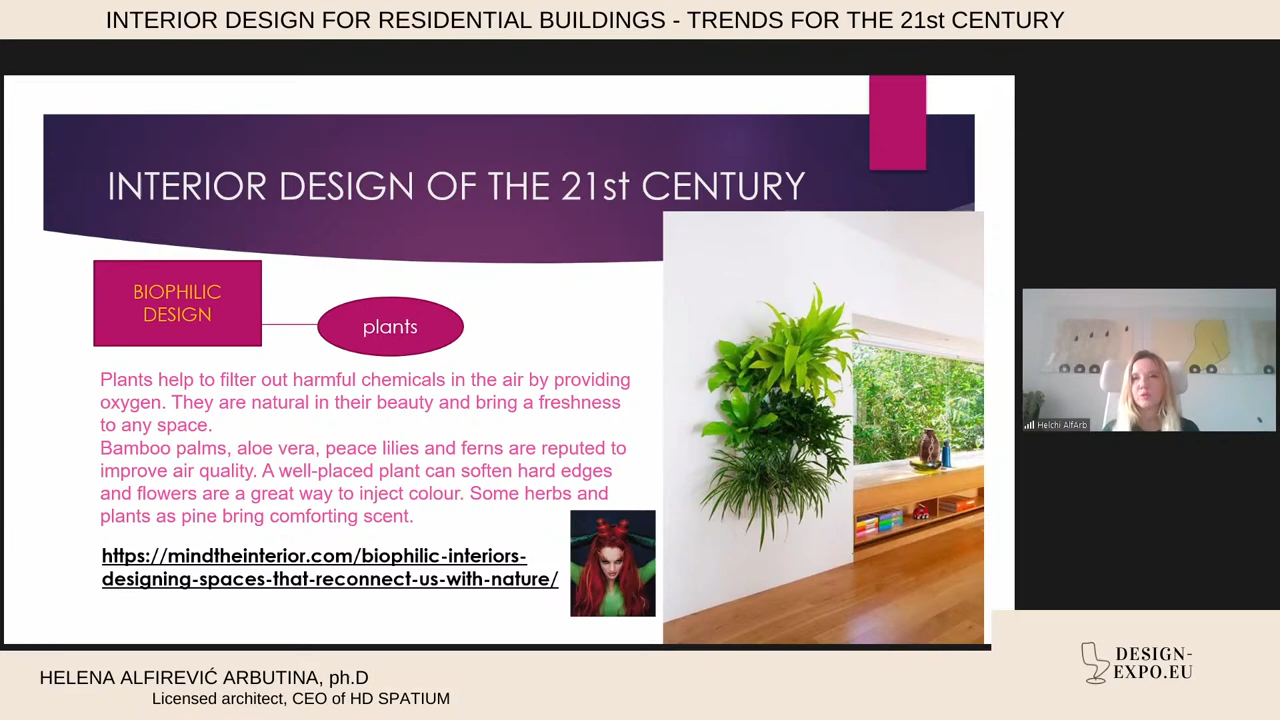 INTERIOR DESIGN FOR RESIDENTIAL BUILDINGS - TRENDS FOR THE 21st CENTURY
INTERIOR DESIGN OF THE 21st CENTURY
BIOPHILIC
DESIGN
plants
Plants help to filter out harmful chemicals in the air by providing
oxygen. They are natural in their beauty and bring a freshness
to any space.
Bamboo palms, aloe vera, peace lilies and ferns are reputed to
improve air quality. A well-placed plant can soften hard edges
and flowers are a great way to inject colour. Some herbs and
plants as pine bring comforting scent.
https://mindtheinterior.com/biophilic-interiors-
designing-spaces-that-reconnect-us-with-nature/
Helchi AlfArb
HELENA ALFIREVIĆ ARBUTINA, ph.D
Licensed architect, CEO of HD SPATIUM
DESIGN-
EXPO.EU